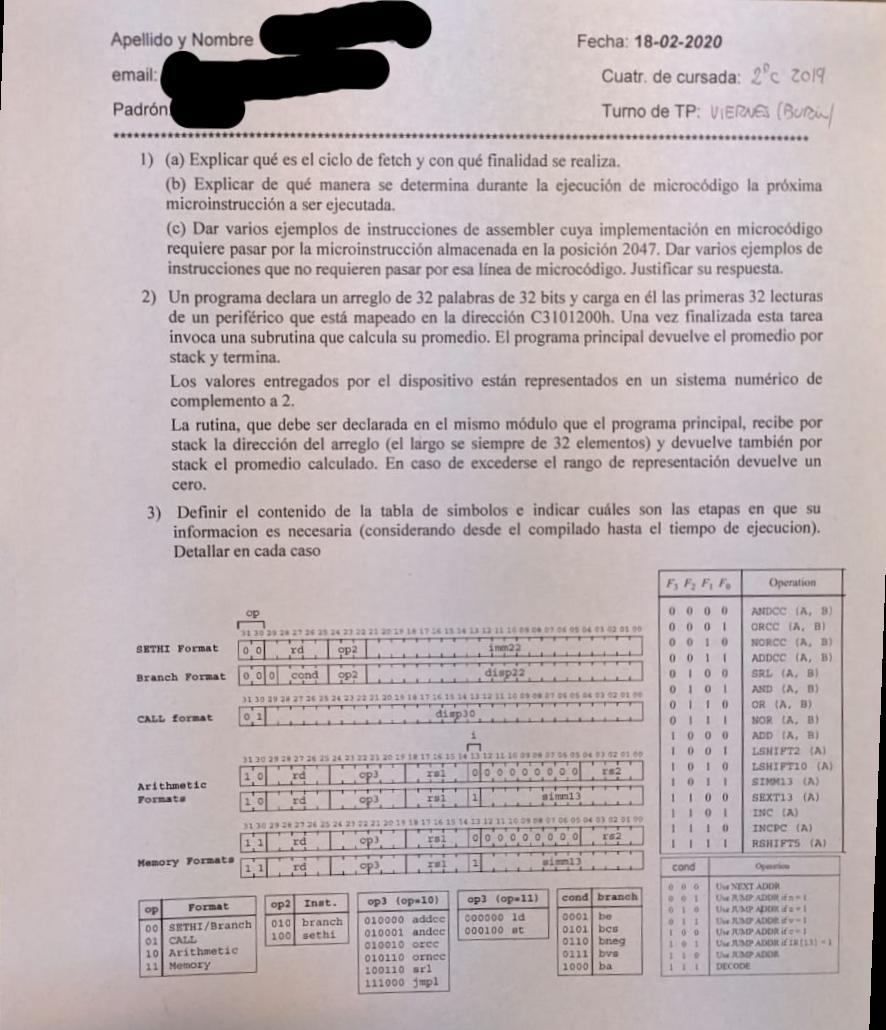 Apellido y Nombre
Fecha: 18-02-2020
email:
Cuatr. de cursada: 2°c 2019
Padrón
Turno de TP: VIERNES (BURIN)
1) (a) Explicar qué es el ciclo de fetch y con qué finalidad se realiza.
(b) Explicar de qué manera se determina durante la ejecución de microcódigo la próxima
microinstrucción a ser ejecutada.
(c) Dar varios ejemplos de instrucciones de assembler cuya implementación en microcódigo
requiere pasar por la microinstrucción almacenada en la posición 2047. Dar varios ejemplos de
instrucciones que no requieren pasar por esa línea de microcódigo. Justificar su respuesta.
2) Un programa declara un arreglo de 32 palabras de 32 bits y carga en él las primeras 32 lecturas
de un periférico que está mapeado en la dirección C3101200h. Una vez finalizada esta tarea
invoca una subrutina que calcula su promedio. El programa principal devuelve el promedio por
stack y termina.
Los valores entregados por el dispositivo están representados en un sistema numérico de
complemento a 2.
La rutina, que debe ser declarada en el mismo módulo que el programa principal, recibe por
stack la dirección del arreglo (el largo se siempre de 32 elementos) y devuelve también por
stack el promedio calculado. En caso de excederse el rango de representación devuelve un
cero.
3) Definir el contenido de la tabla de simbolos e indicar cuáles son las etapas en que su
informacion es necesaria (considerando desde el compilado hasta el tiempo de ejecucion).
Detallar en cada caso
op
31 30 29 28 27 26 25 24 23 22 21 20 19 18 17 16 15 14 13 12 11 10 09 08 07 06 05 04 03 02 01 00
SETHI Format 0 0 rd op2 imm22
Branch Format 0 0 0 cond op2 disp22
31 30 29 28 27 26 25 24 23 22 21 20 19 18 17 16 15 14 13 12 11 10 09 08 07 06 05 04 03 02 01 00
CALL format 0 1 disp30
i
31 30 29 28 27 26 25 24 23 22 21 20 19 18 17 16 15 14 13 12 11 10 09 08 07 06 05 04 03 02 01 00
Arithmetic 1 0 rd op3 rs1 0 0 0 0 0 0 0 0 0 rs2
Formats 1 0 rd op3 rs1 1 simm13
31 30 29 28 27 26 25 24 23 22 21 20 19 18 17 16 15 14 13 12 11 10 09 08 07 06 05 04 03 02 01 00
1 1 rd op3 rs1 0 0 0 0 0 0 0 0 0 rs2
Memory Formats 1 1 rd op3 rs1 1 simm13
F3 F2 F1 F0 Operation
0 0 0 0 ANDCC (A, B)
0 0 0 1 ORCC (A, B)
0 0 1 0 NORCC (A, B)
0 0 1 1 ADDCC (A, B)
0 1 0 0 SRL (A, B)
0 1 0 1 AND (A, B)
0 1 1 0 OR (A, B)
0 1 1 1 NOR (A, B)
1 0 0 0 ADD (A, B)
1 0 0 1 LSHIFT2 (A)
1 0 1 0 LSHIFT10 (A)
1 0 1 1 SIMM13 (A)
1 1 0 0 SEXT13 (A)
1 1 0 1 INC (A)
1 1 1 0 INCPC (A)
1 1 1 1 RSHIFT5 (A)
op Format
00 SETHI/Branch
01 CALL
10 Arithmetic
11 Memory
op2 Inst.
010 branch
100 sethi
op3 (op=10)
010000 addcc
010001 andcc
010010 orcc
010110 orncc
100110 srl
111000 jmpl
op3 (op=11)
000000 ld
000100 st
cond branch
0001 be
0101 bcs
0110 bneg
0111 bvs
1000 ba
cond Operation
0 0 0 Use NEXT ADDR
0 0 1 Use JUMP ADDR if n = 1
0 1 0 Use JUMP ADDR if z = 1
0 1 1 Use JUMP ADDR if v = 1
1 0 0 Use JUMP ADDR if c = 1
1 0 1 Use JUMP ADDR if IR[13] = 1
1 1 0 Use JUMP ADDR
1 1 1 DECODE